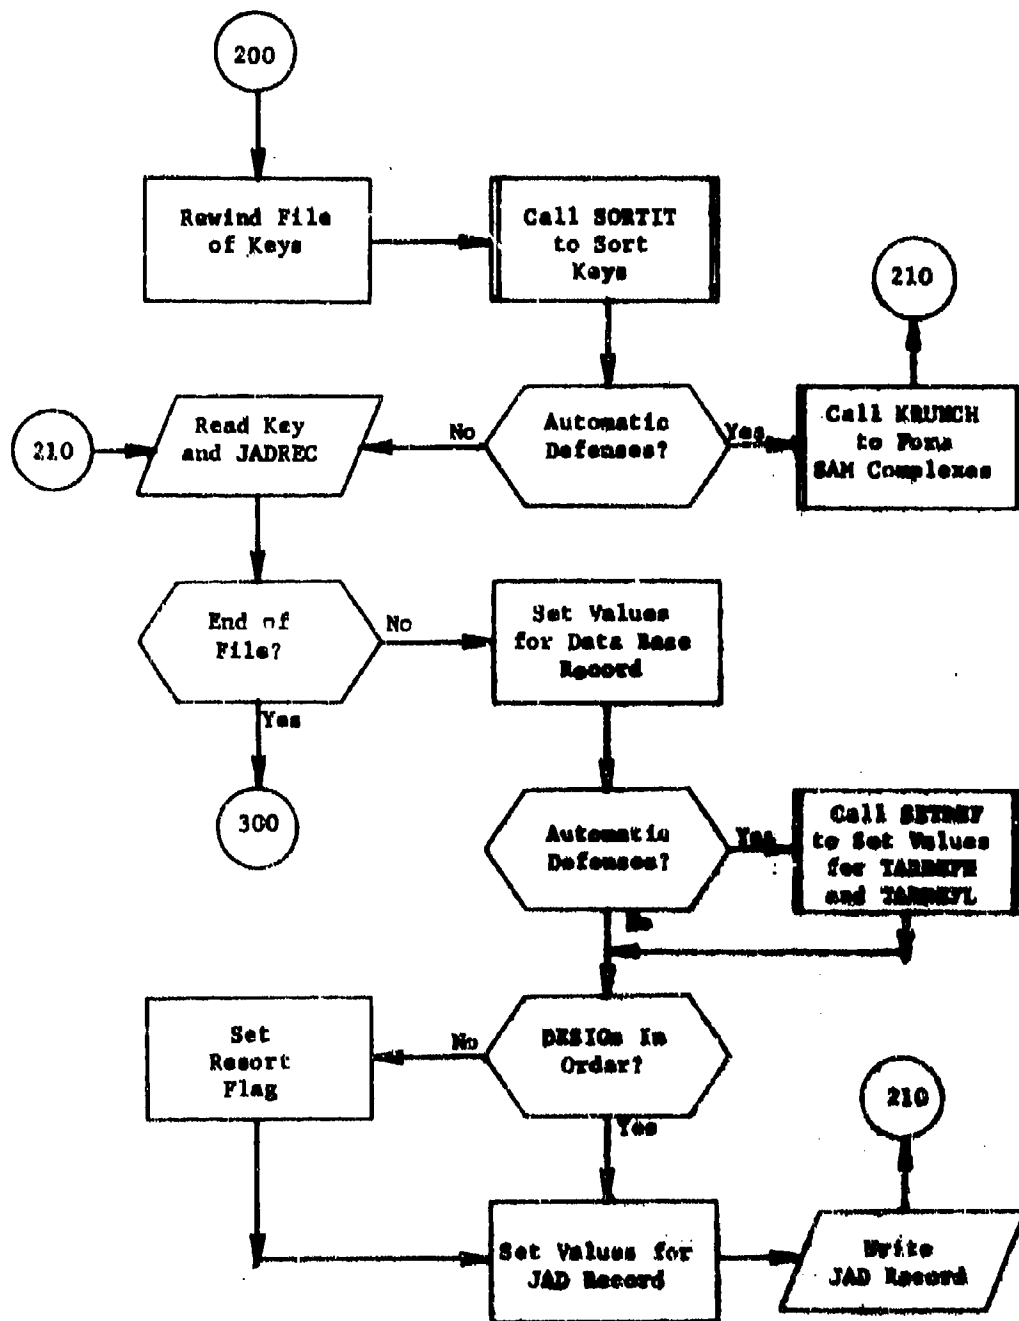 200
Rewind File
of Keys
Call SORTIT
to Sort
Keys
210
210
Read Key
and JADREC
No
Automatic
Defenses?
Yes
Call KRUNCH
to Form
SAM Complexes
End of
File?
No
Set Values
for Data Base
Record
Yes
300
Automatic
Defenses?
Yes
Call SETREF
to Set Values
for
and
No
Set
Resort
Flag
No
DESIGs In
Order?
Yes
210
Set Values for
JAD Record
Write
JAD Record